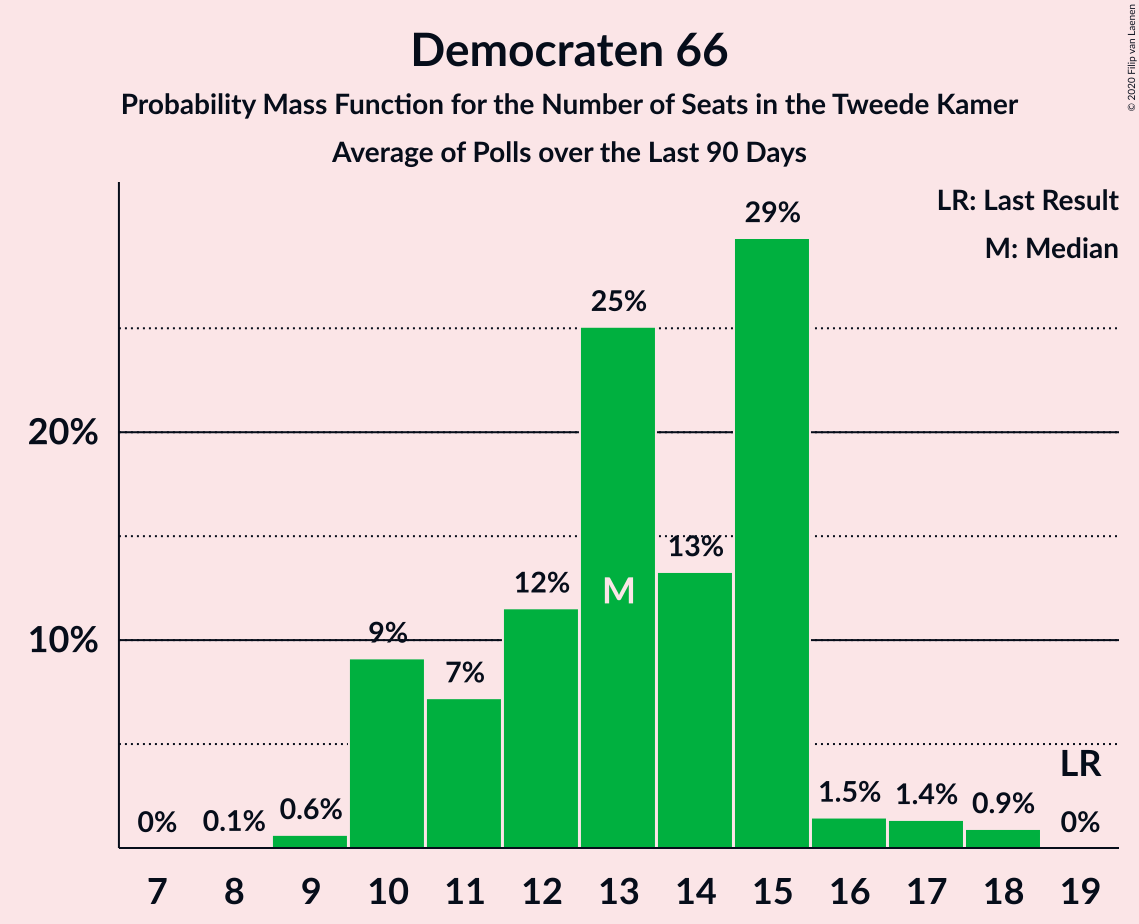 Democraten 66
Probability Mass Function for the Number of Seats in the Tweede Kamer
Average of Polls over the Last 90 Days
© 2020 Filip van Laenen
LR: Last Result
M: Median
20%
10%
0%
0.1%
0.6%
9%
7%
12%
25%
M
13%
29%
1.5%
1.4%
0.9%
LR
0%
7 8 9 10 11 12 13 14 15 16 17 18 19